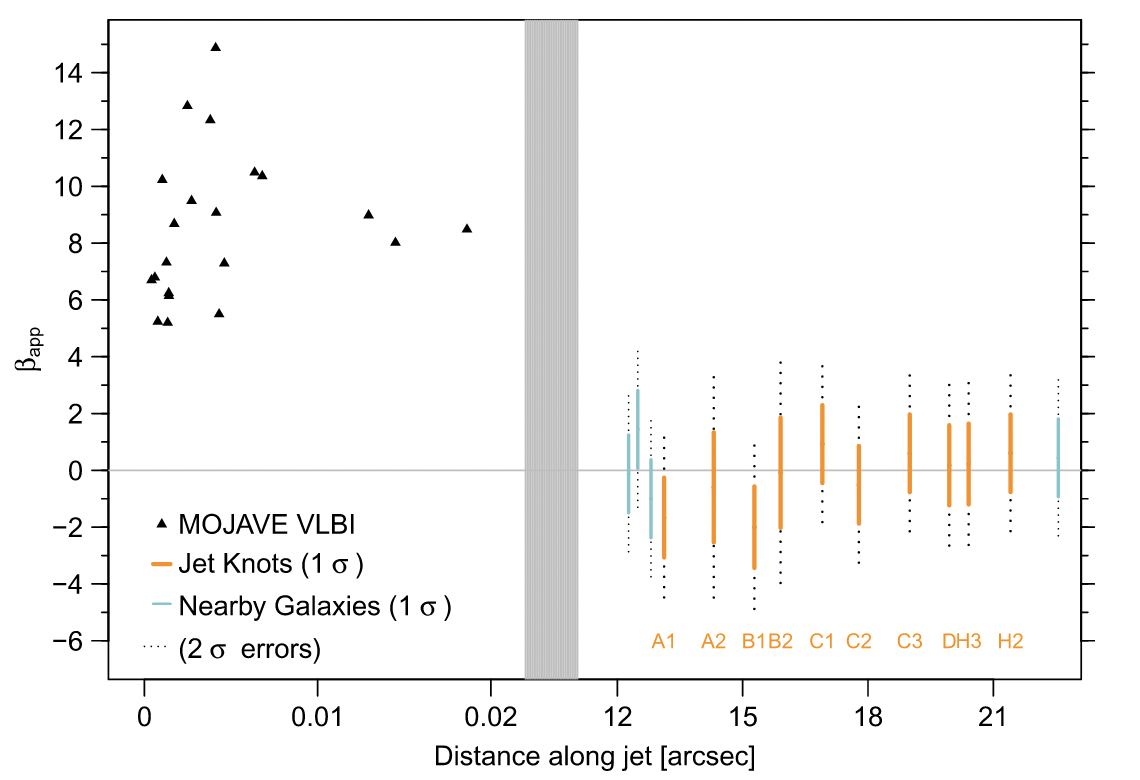 14
12
10
8
6
4
2
0
−2
−4
−6
βapp
MOJAVE VLBI
Jet Knots (1 σ )
Nearby Galaxies (1 σ )
(2 σ errors)
A1 A2 B1 B2 C1 C2 C3 DH3 H2
0 0.01 0.02 12 15 18 21
Distance along jet [arcsec]